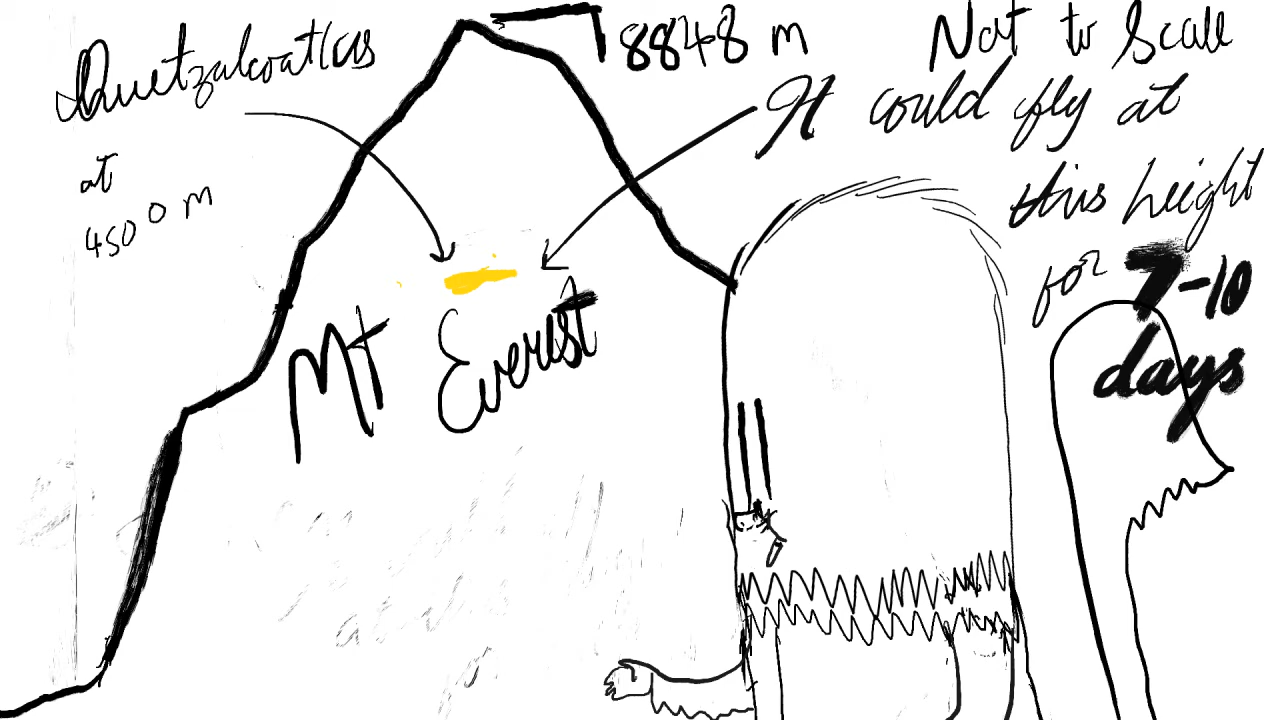 Quetzalcoatlus
at
4500 m
8848 m
Mt Everest
Not to Scale
It could fly at
this height
for 7-10
days